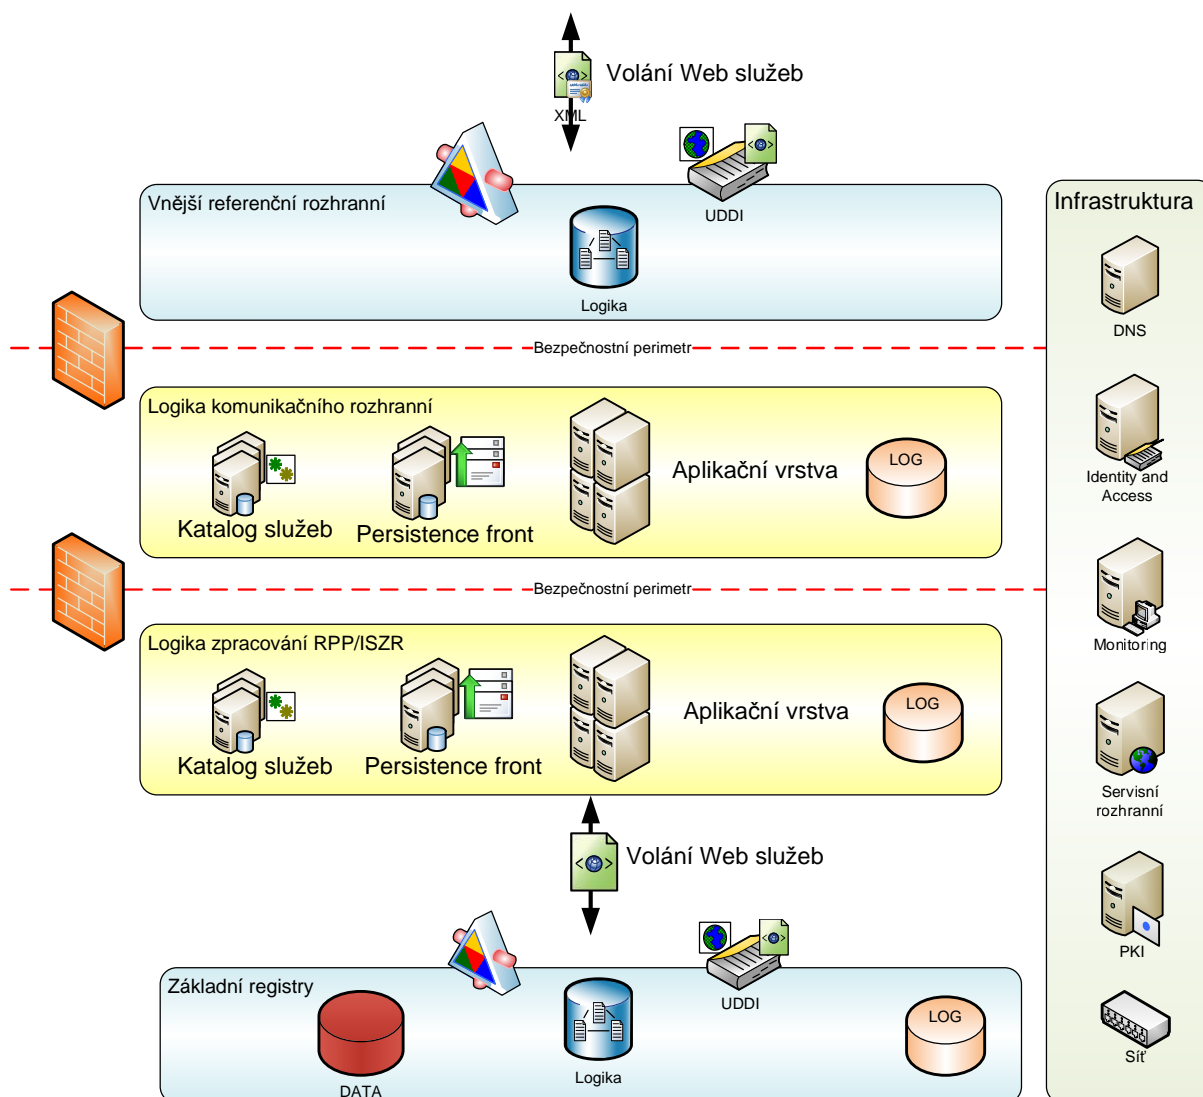 Volání Web služeb
XML
UDDI
Vnější referenční rozhranní
Logika
Bezpečnostní perimetr
Logika komunikačního rozhranní
Katalog služeb
Persistence front
Aplikační vrstva
LOG
Bezpečnostní perimetr
Logika zpracování RPP/ISZR
Katalog služeb
Persistence front
Aplikační vrstva
LOG
Volání Web služeb
UDDI
Základní registry
DATA
Logika
LOG
Infrastruktura
DNS
Identity and
Access
Monitoring
Servisní
rozhranní
PKI
Síť